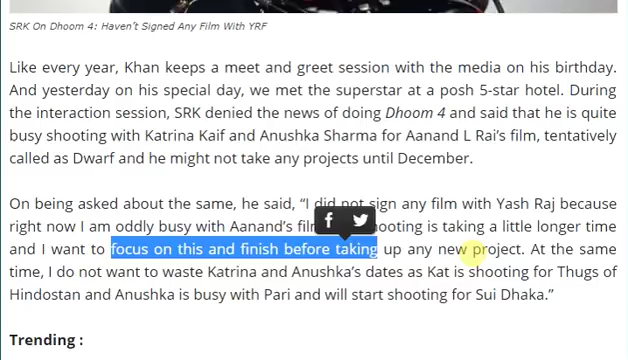 SRK On Dhoom 4: Haven't Signed Any Film With YRF
Like every year, Khan keeps a meet and greet session with the media on his birthday.
And yesterday on his special day, we met the superstar at a posh 5-star hotel. During
the interaction session, SRK denied the news of doing Dhoom 4 and said that he is quite
busy shooting with Katrina Kaif and Anushka Sharma for Aanand L Rai's film, tentatively
called as Dwarf and he might not take any projects until December.
On being asked about the same, he said, "I did not sign any film with Yash Raj because
right now I am oddly busy with Aanand's shooting is taking a little longer time
and I want to focus on this and finish before taking up any new project. At the same
time, I do not want to waste Katrina and Anushka's dates as Kat is shooting for Thugs of
Hindostan and Anushka is busy with Pari and will start shooting for Sui Dhaka."
Trending :